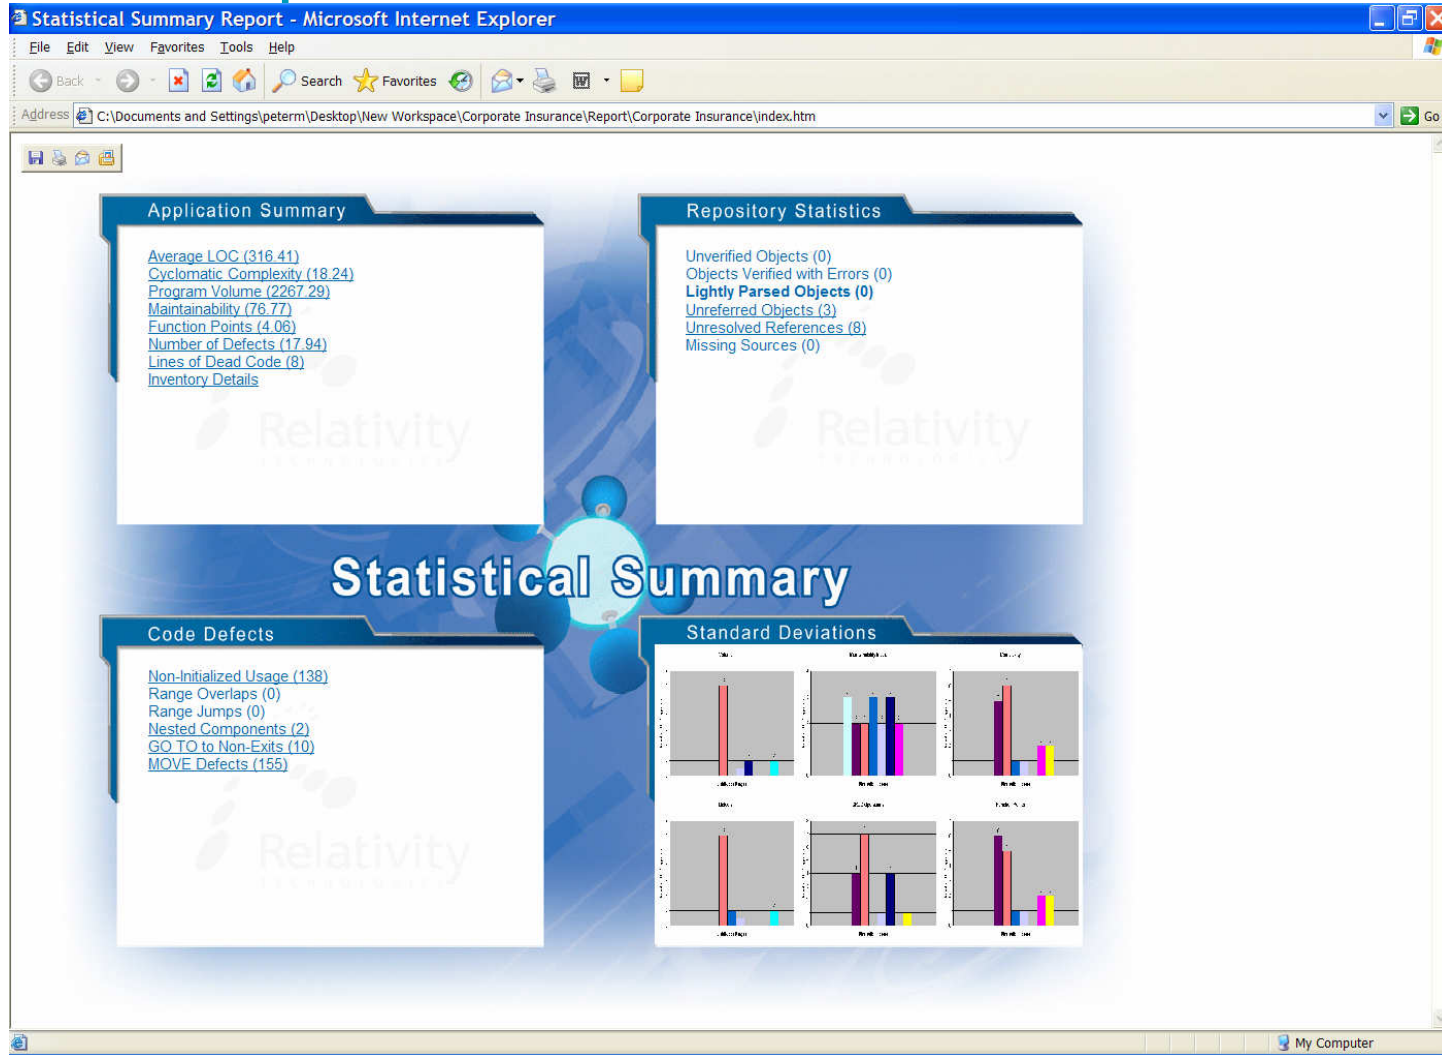 Statistical Summary Report - Microsoft Internet Explorer
File Edit View Favorites Tools Help
Back Search Favorites
Address C:\Documents and Settings\peterm\Desktop\New Workspace\Corporate Insurance\Report\Corporate Insurance\index.htm Go
Application Summary
Average LOC (316.41)
Cyclomatic Complexity (18.24)
Program Volume (2267.29)
Maintainability (76.77)
Function Points (4.06)
Number of Defects (17.94)
Lines of Dead Code (8)
Inventory Details
Relativity
TECHNOLOGIES
Repository Statistics
Unverified Objects (0)
Objects Verified with Errors (0)
Lightly Parsed Objects (0)
Unreferred Objects (3)
Unresolved References (8)
Missing Sources (0)
Relativity
TECHNOLOGIES
Statistical Summary
Code Defects
Non-Initialized Usage (138)
Range Overlaps (0)
Range Jumps (0)
Nested Components (2)
GO TO to Non-Exits (10)
MOVE Defects (155)
Relativity
TECHNOLOGIES
Standard Deviations
My Computer